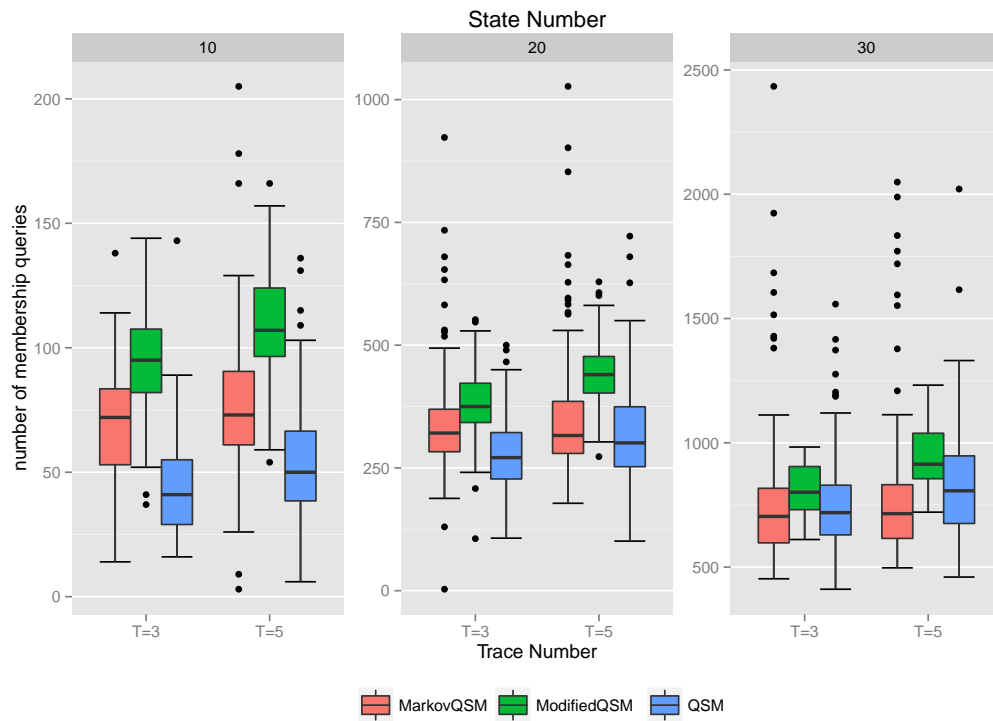 State Number
10
20
30
number of membership queries
200
150
100
50
0
1000
750
500
250
0
2500
2000
1500
1000
500
T=3
T=5
T=3
T=5
T=3
T=5
Trace Number
MarkovQSM
ModifiedQSM
QSM